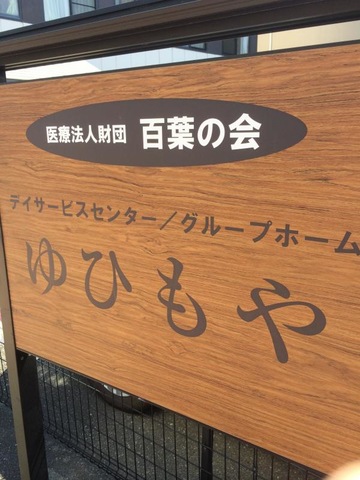 医療法人財団 百葉の会
デイサービスセンター／グループホーム
ゆひもや